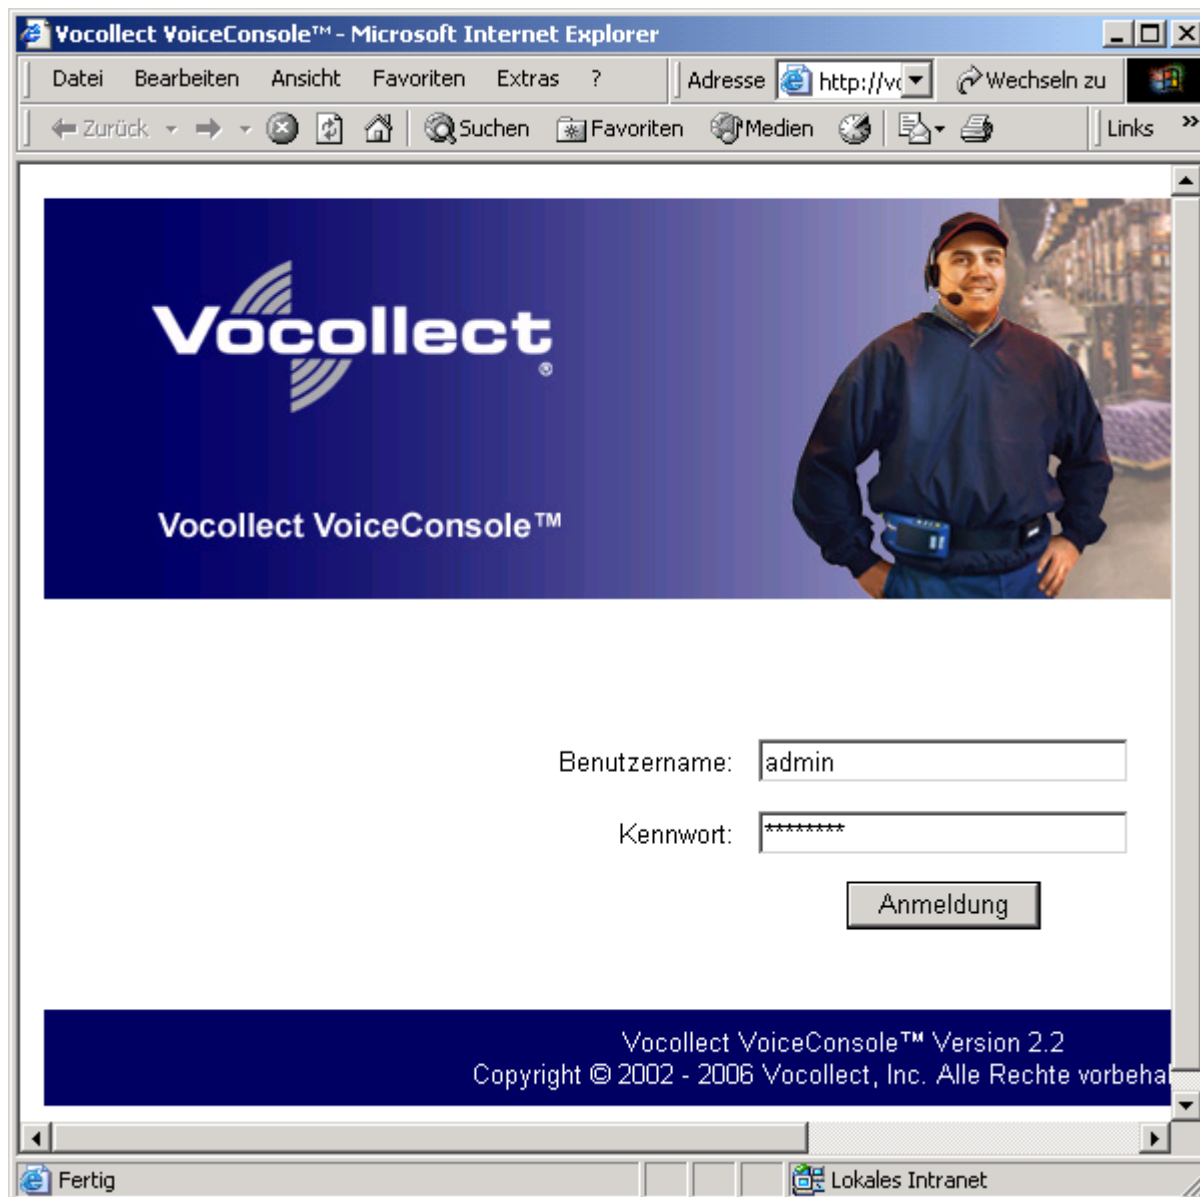 Vocollect VoiceConsole™ - Microsoft Internet Explorer
Datei Bearbeiten Ansicht Favoriten Extras ? Adresse http://vo Wechseln zu
Zurück Suchen Favoriten Medien Links »
Vocollect ®
Vocollect VoiceConsole™
Benutzername: admin
Kennwort: ********
Anmeldung
Vocollect VoiceConsole™ Version 2.2
Copyright © 2002 - 2006 Vocollect, Inc. Alle Rechte vorbehal
Fertig Lokales Intranet